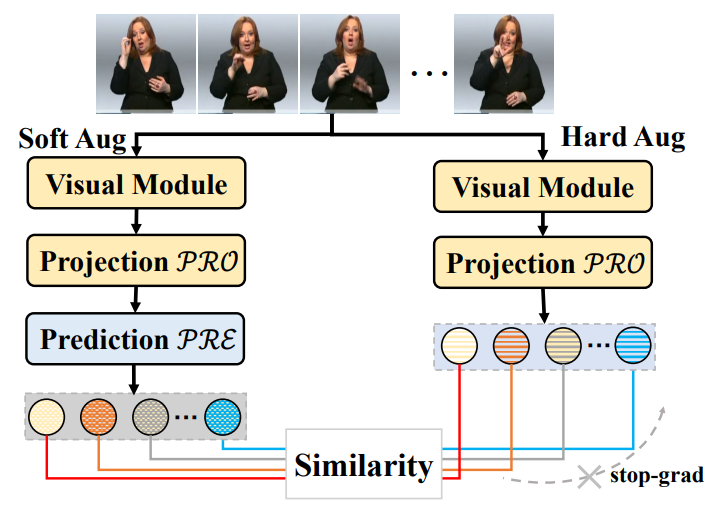 ...
Soft Aug
Hard Aug
Visual Module
Visual Module
Projection 𝒫ℛ𝒪
Projection 𝒫ℛ𝒪
Prediction 𝒫ℛℰ
...
...
Similarity
stop-grad